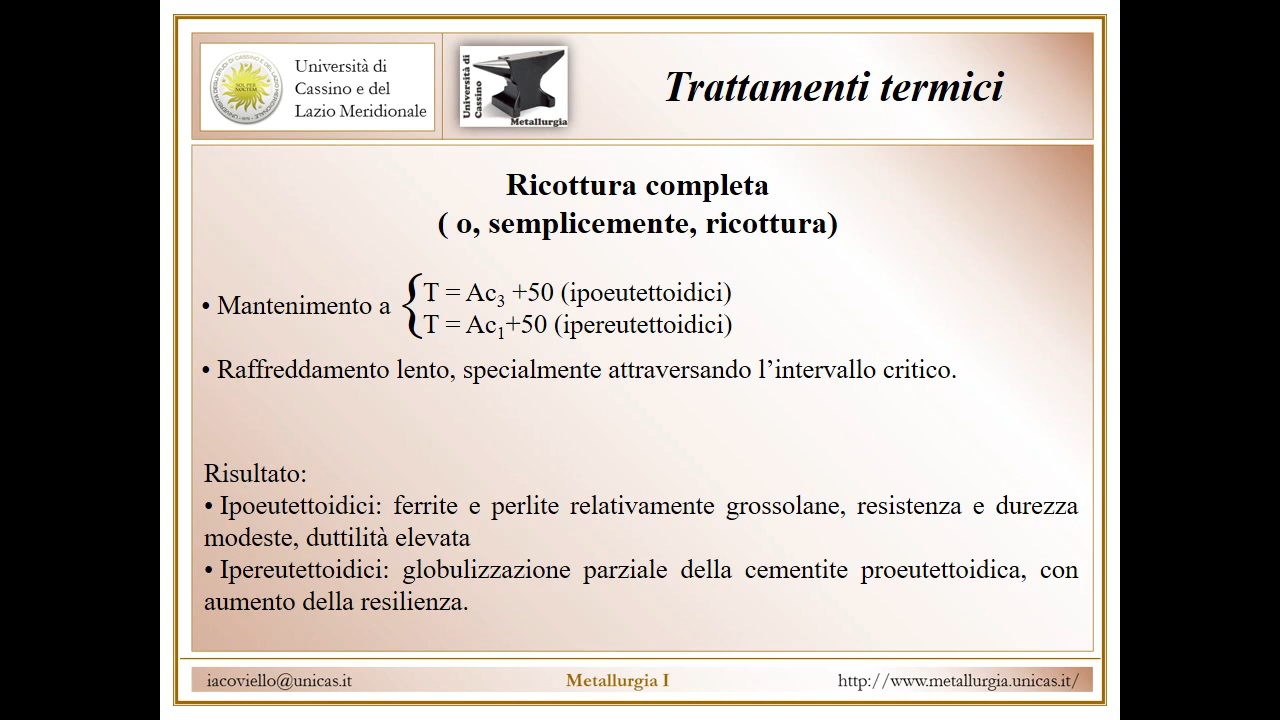 Università di
Cassino e del
Lazio Meridionale
Università di
Cassino
Metallurgia
Trattamenti termici
Ricottura completa
( o, semplicemente, ricottura)
• Mantenimento a { T = Ac₃ +50 (ipoeutettoidici)
T = Ac₁+50 (ipereutettoidici)
• Raffreddamento lento, specialmente attraversando l’intervallo critico.
Risultato:
• Ipoeutettoidici: ferrite e perlite relativamente grossolane, resistenza e durezza
modeste, duttilità elevata
• Ipereutettoidici: globulizzazione parziale della cementite proeutettoidica, con
aumento della resilienza.
iacoviello@unicas.it
Metallurgia I
http://www.metallurgia.unicas.it/